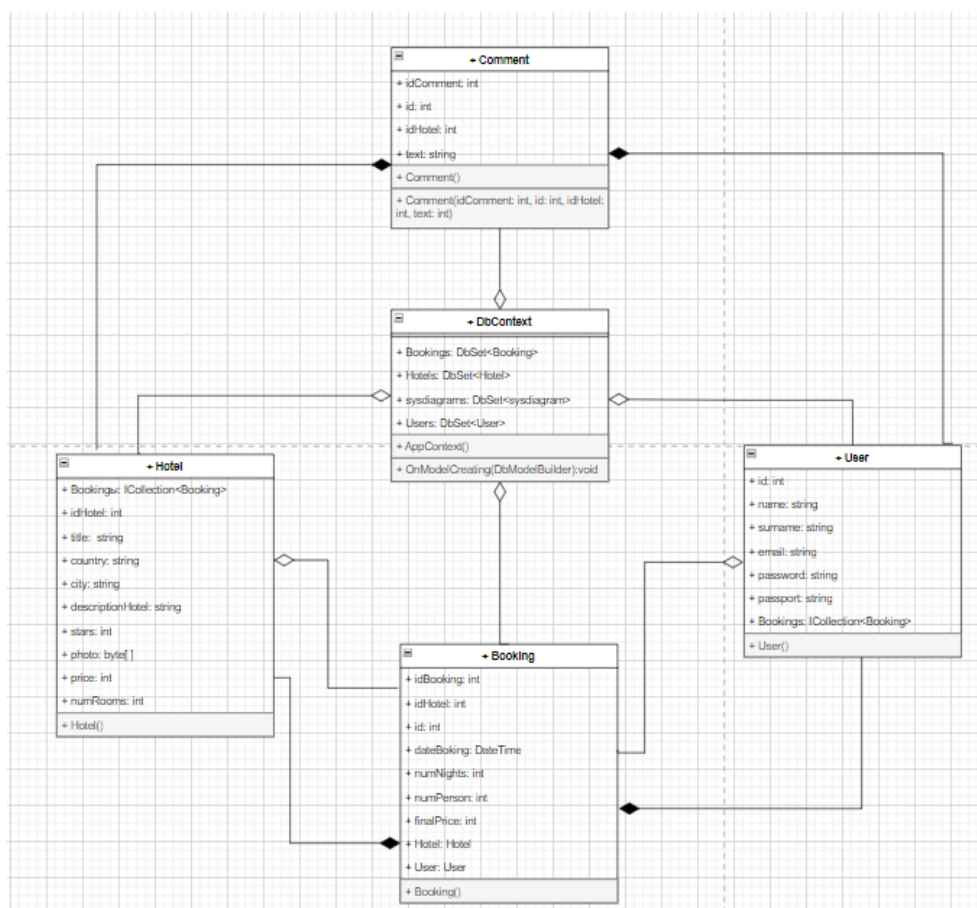 + Comment
+ idComment: int
+ id: int
+ idHotel: int
+ text: string
+ Comment()
+ Comment(idComment: int, id: int, idHotel:
int, text: int)
+ DbContext
+ Bookings: DbSet<Booking>
+ Hotels: DbSet<Hotel>
+ sysdiagrams: DbSet<sysdiagram>
+ Users: DbSet<User>
+ AppContext()
+ OnModelCreating(DbModelBuilder):void
+ Hotel
+ Bookingы: ICollection<Booking>
+ idHotel: int
+ title: string
+ country: string
+ city: string
+ descriptionHotel: string
+ stars: int
+ photo: byte[ ]
+ price: int
+ numRooms: int
+ Hotel()
+ User
+ id: int
+ name: string
+ surname: string
+ email: string
+ password: string
+ passport: string
+ Bookings: ICollection<Booking>
+ User()
+ Booking
+ idBooking: int
+ idHotel: int
+ id: int
+ dateBoking: DateTime
+ numNights: int
+ numPerson: int
+ finalPrice: int
+ Hotel: Hotel
+ User: User
+ Booking()